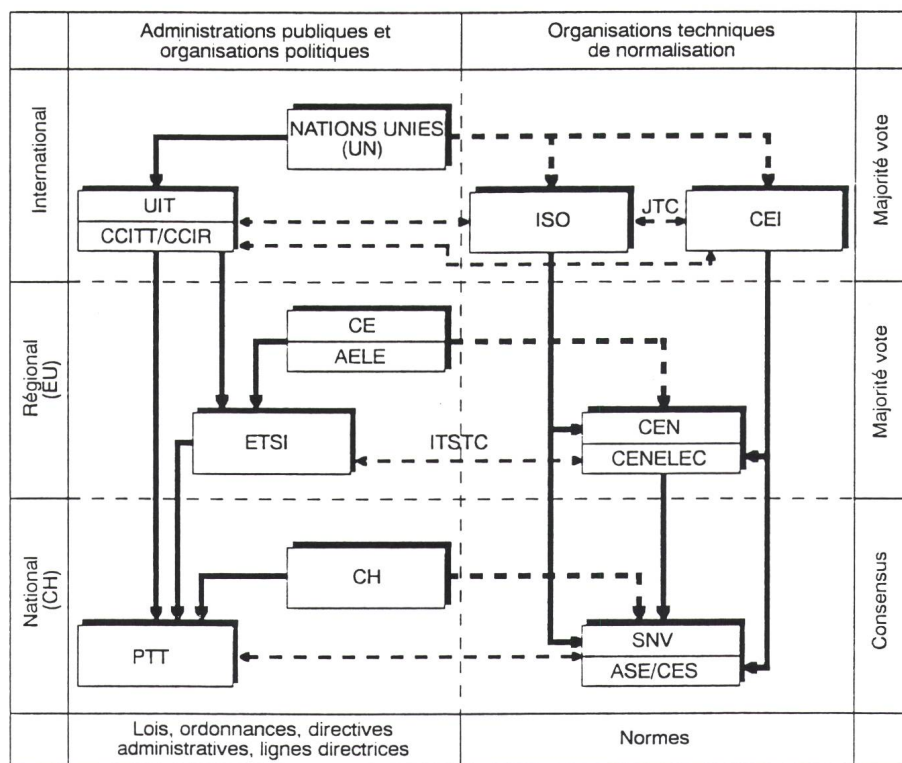 Administrations publiques et
organisations politiques
Organisations techniques
de normalisation
International
NATIONS UNIES
(UN)
UIT
CCITT/CCIR
ISO
JTC
CEI
Majorité vote
Régional
(EU)
CE
AELE
ETSI
ITSTC
CEN
CENELEC
Majorité vote
National
(CH)
CH
PTT
SNV
ASE/CES
Consensus
Lois, ordonnances, directives
administratives, lignes directrices
Normes